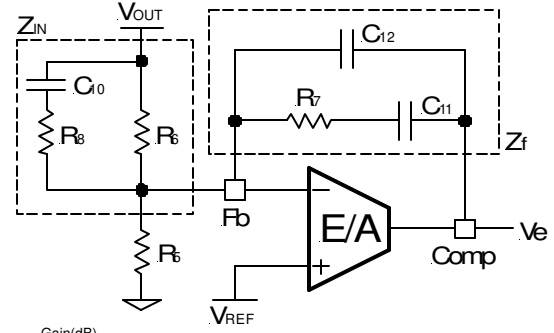 ZIN
VOUT
C12
C10
R7
C11
R8
R6
Zf
Fb
E/A
Ve
Comp
R5
VREF
Gain(dB)